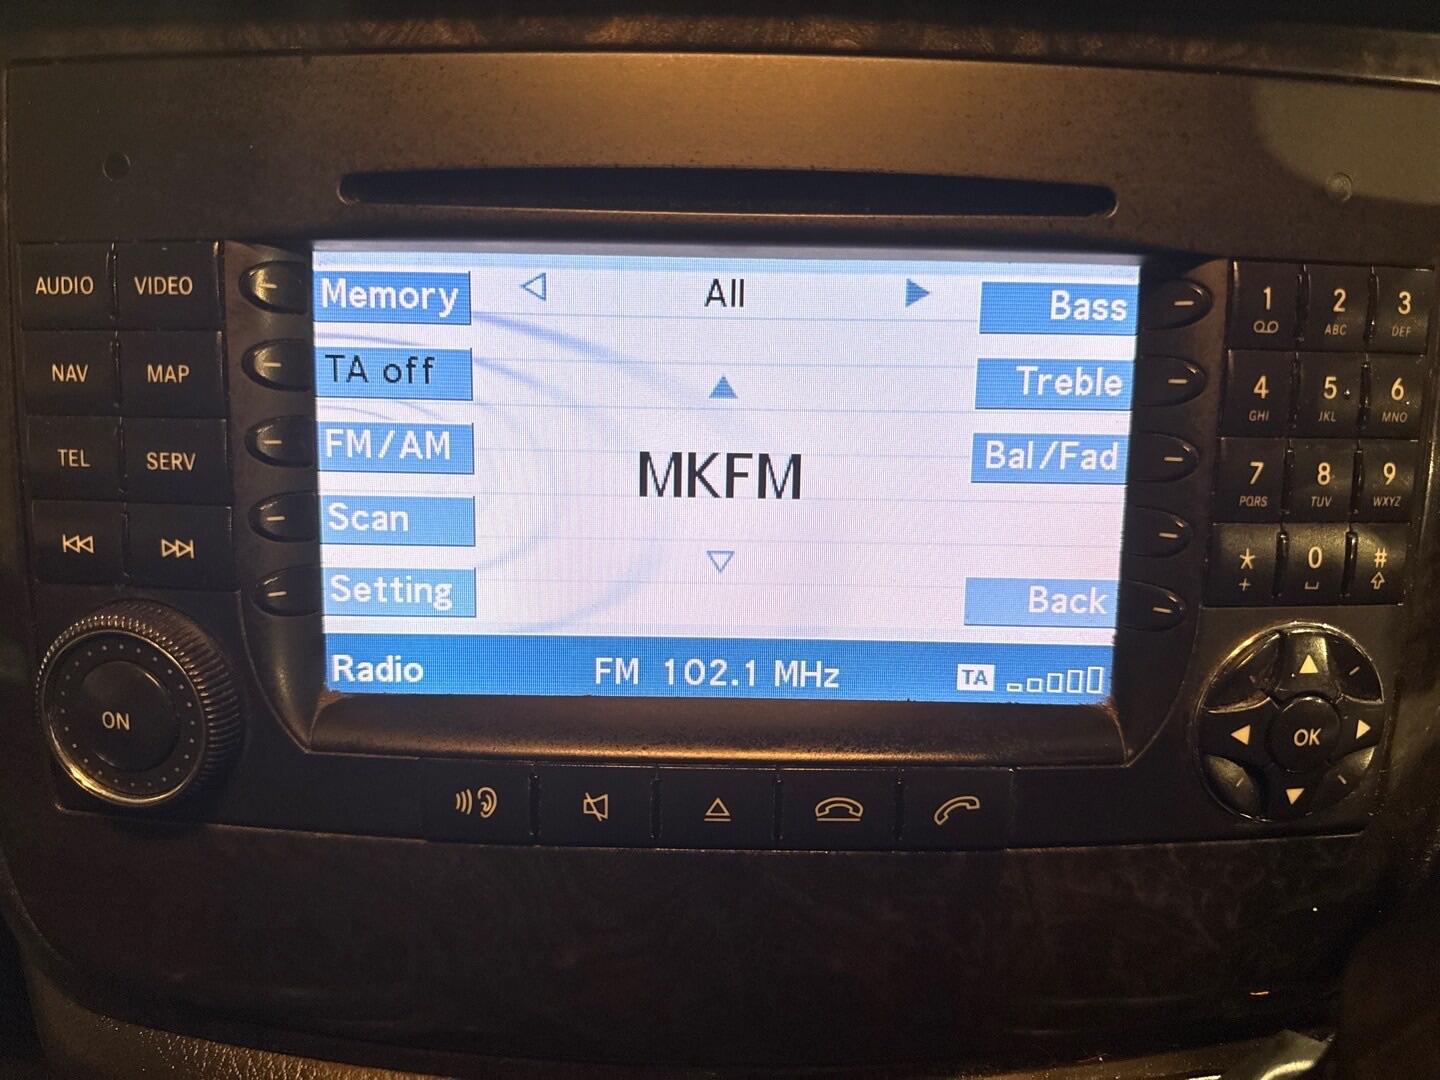 AUDIO VIDEO
NAV MAP
TEL SERV
ON
Memory
TA off
FM/AM
Scan
Setting
All
MKFM
Bass
Treble
Bal/Fad
Back
Radio FM 102.1 MHz TA
1 2 3
ABC DEF
4 5 6
GHI JKL MNO
7 8 9
PQRS TUV WXYZ
* 0 #
+
OK